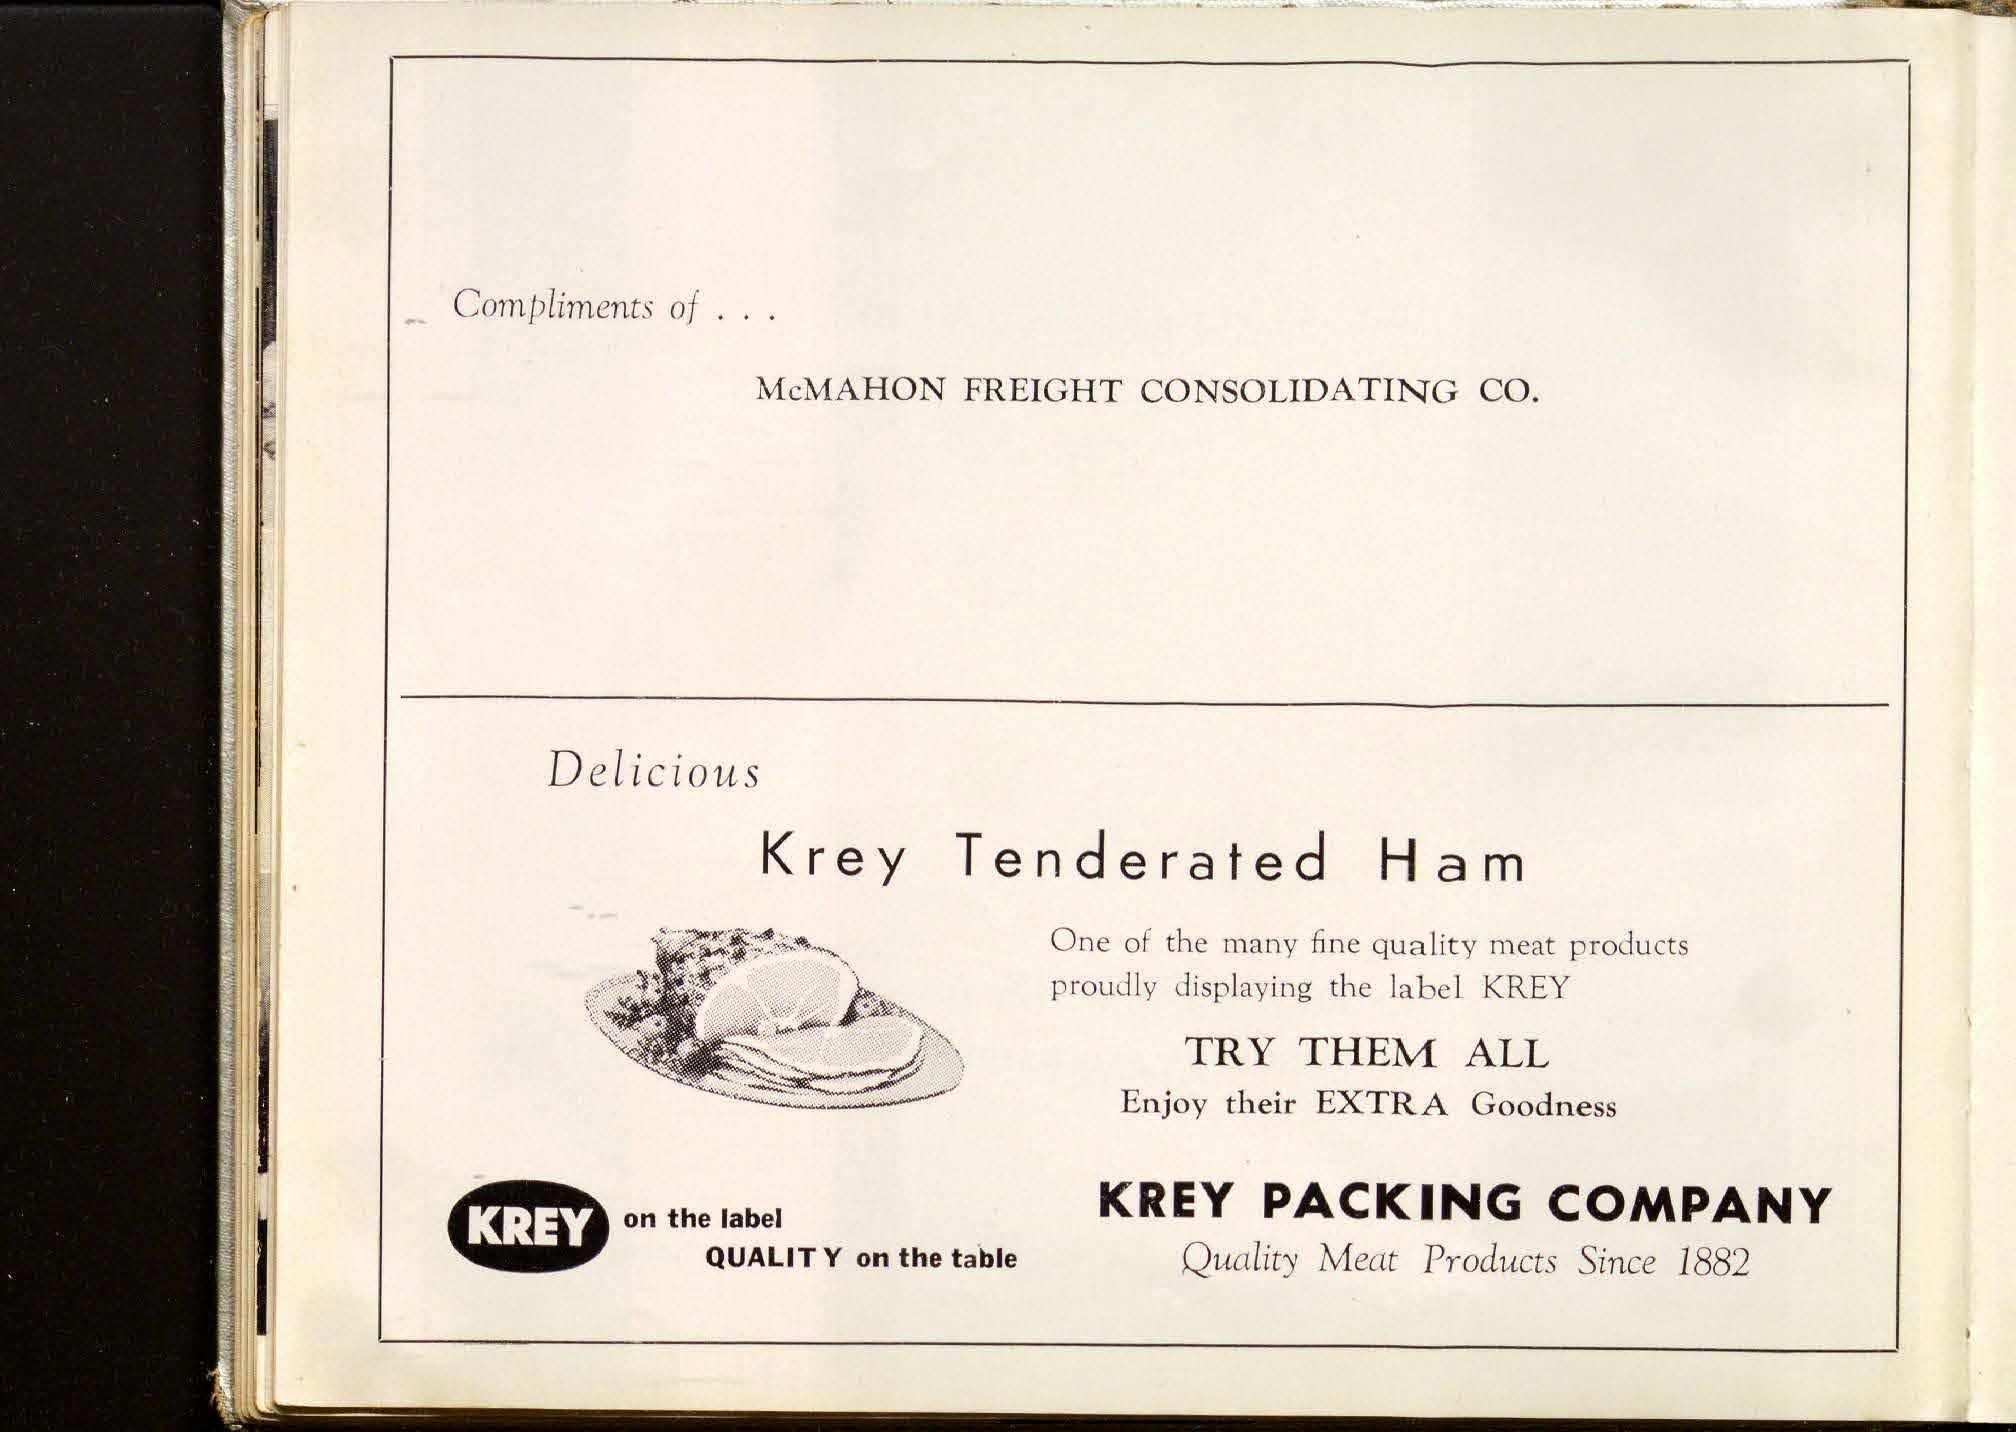 Compliments of . . .
McMAHON FREIGHT CONSOLIDATING CO.
Delicious
Krey Tenderated Ham
One of the many fine quality meat products
proudly displaying the label KREY
TRY THEM ALL
Enjoy their EXTRA Goodness
KREY on the label
QUALITY on the table
KREY PACKING COMPANY
Quality Meat Products Since 1882